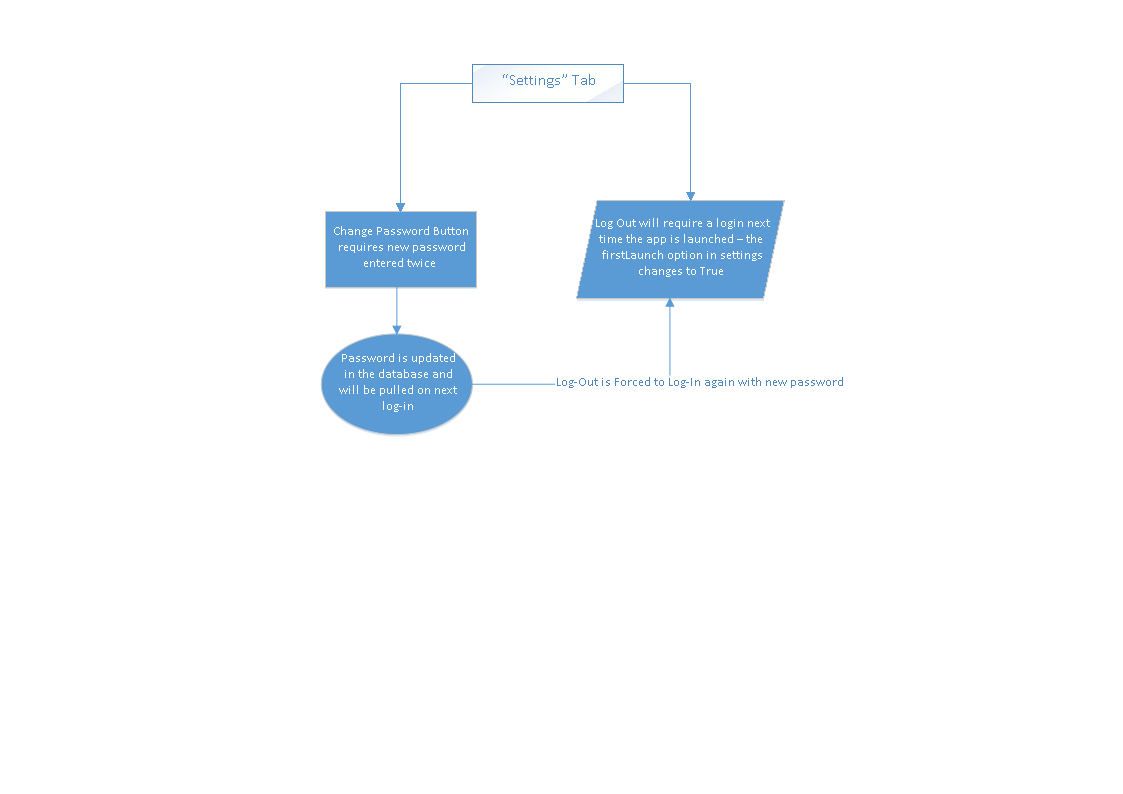 “Settings” Tab
Change Password Button
requires new password
entered twice
Log Out will require a login next
time the app is launched – the
firstLaunch option in settings
changes to True
Password is updated
in the database and
will be pulled on next
log-in
Log-Out is Forced to Log-In again with new password